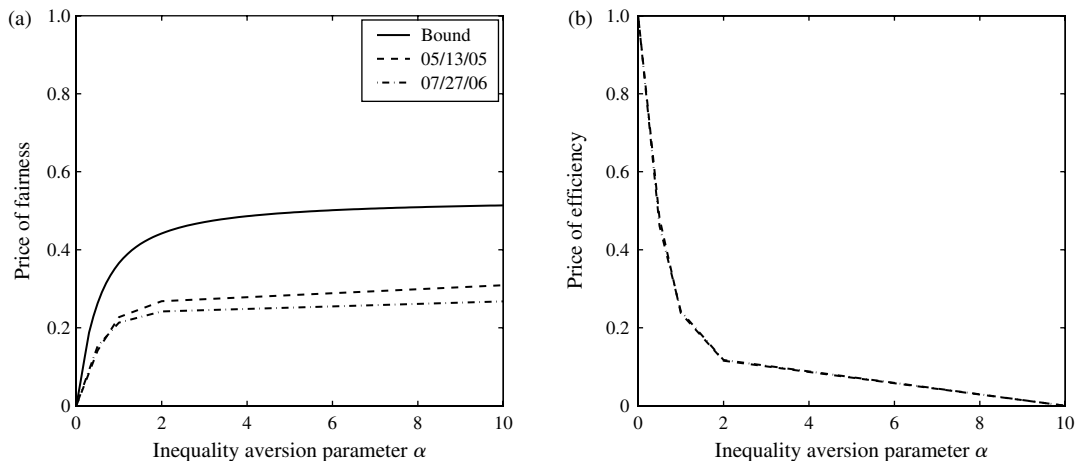 (a)
1.0
0.8
0.6
0.4
0.2
0
Price of fairness
Bound
05/13/05
07/27/06
0 2 4 6 8 10
Inequality aversion parameter α
(b)
1.0
0.8
0.6
0.4
0.2
0
Price of efficiency
0 2 4 6 8 10
Inequality aversion parameter α